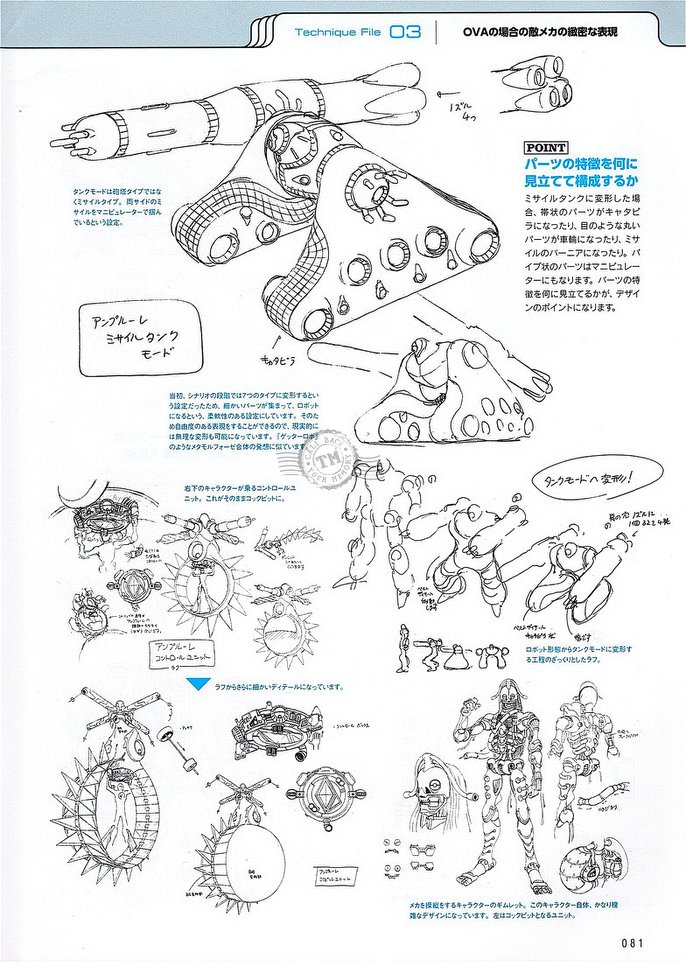 Technique File 03
OVAの場合の敵メカの緻密な表現
ノズル
4つ
POINT
パーツの特徴を何に
見立てて構成するか
ミサイルタンクに変形した場
合、帯状のパーツがキャタピ
ラになったり、目のような丸い
パーツが車輪になったり、ミサ
イルのバーニアになったり。パ
イプ状のパーツはマニピュレー
ターにもなります。パーツの特
徴を何に見立てるかが、デザイ
ンのポイントになります。
タンクモードは砲塔タイプではな
くミサイルタイプ。両サイドのミ
サイルをマニピュレーターで掴ん
でいるという設定。
アンプルーレ
ミサイルタンク
モード
キャタピラ
当初、シナリオの段階では7つのタイプに変形するとい
う設定だったため、細かいパーツが集まって、ロボット
になるという、柔軟性のある設定にしています。そのた
め自由度のある表現をすることができるので、現実的に
は無理な変形も可能になっています。『ゲッターロボ』
のようなメタモルフォーゼ合体の発想に似ています。
TM
右下のキャラクターが乗るコントロールユ
ニット。これがそのままコックピットに。
タンクモードへ変形!
アンプルーレ
コントロールユニット
ラフ
ロボット形態からタンクモードに変形す
る工程のざっくりとしたラフ。
ラフからさらに細かいディテールになっています。
アンプルーレ
コントロールユニット
メカを操縦をするキャラクターのギムレット。このキャラクター自体、かなり複
雑なデザインになっています。左はコックピットとなるユニット。
081